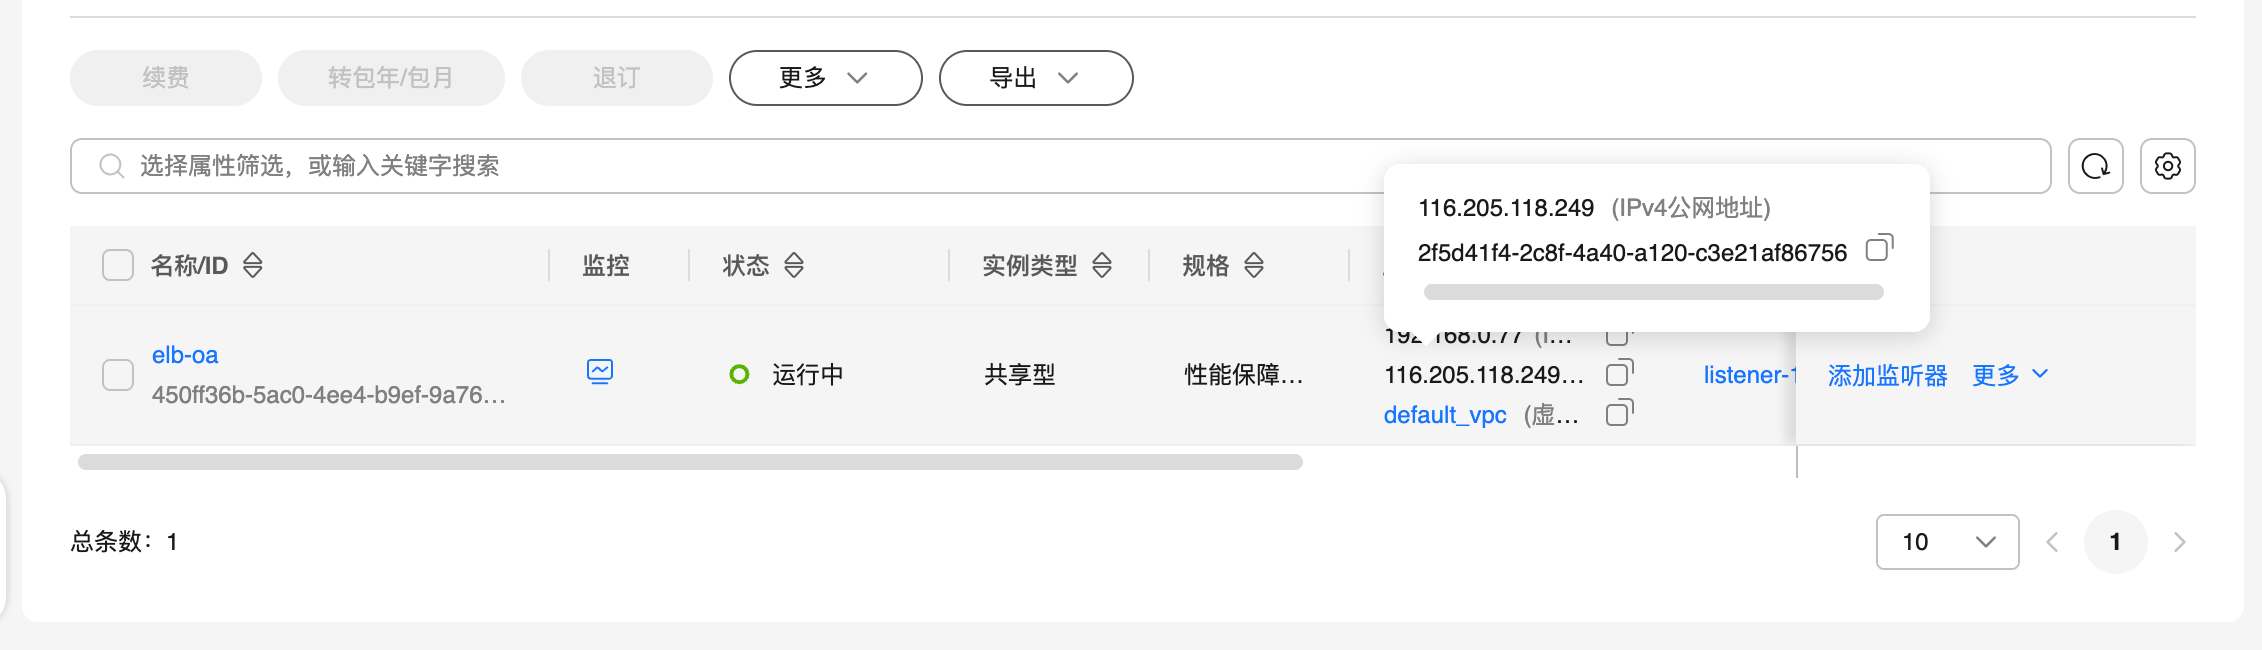 续费 转包年/包月 退订 更多 导出
选择属性筛选，或输入关键字搜索
116.205.118.249 (IPv4公网地址)
2f5d41f4-2c8f-4a40-a120-c3e21af86756
名称/ID 监控 状态 实例类型 规格
elb-oa
450ff36b-5ac0-4ee4-b9ef-9a76...
运行中 共享型 性能保障...
192.168.0.77
116.205.118.249...
default_vpc (虚...
listener-1 添加监听器 更多
总条数：1
10 1